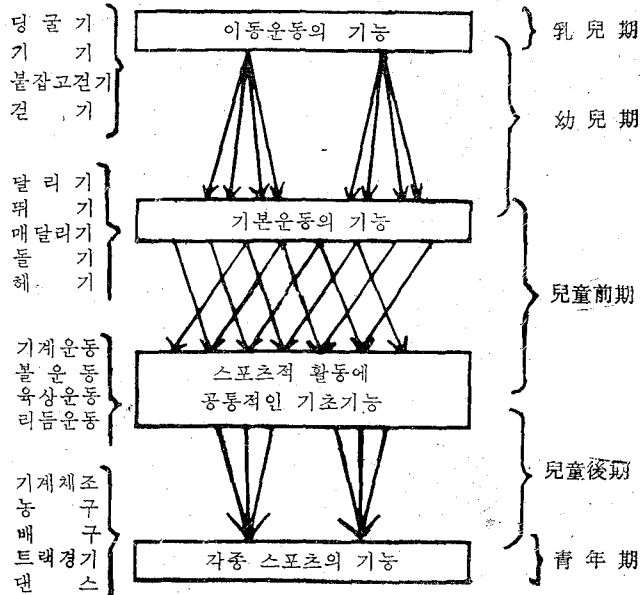 딩굴기
기 기
붙잡고걷기
걷 기
이동운동의 기능
乳兒期
幼兒期
달리기
뛰 기
매달리기
돌 기
헤 기
기본운동의 기능
兒童前期
기계운동
볼운동
육상운동
리듬운동
스포츠적 활동에
공통적인 기초기능
兒童後期
기계체조
농 구
배 구
트랙경기
댄 스
각종 스포츠의 기능
靑年期